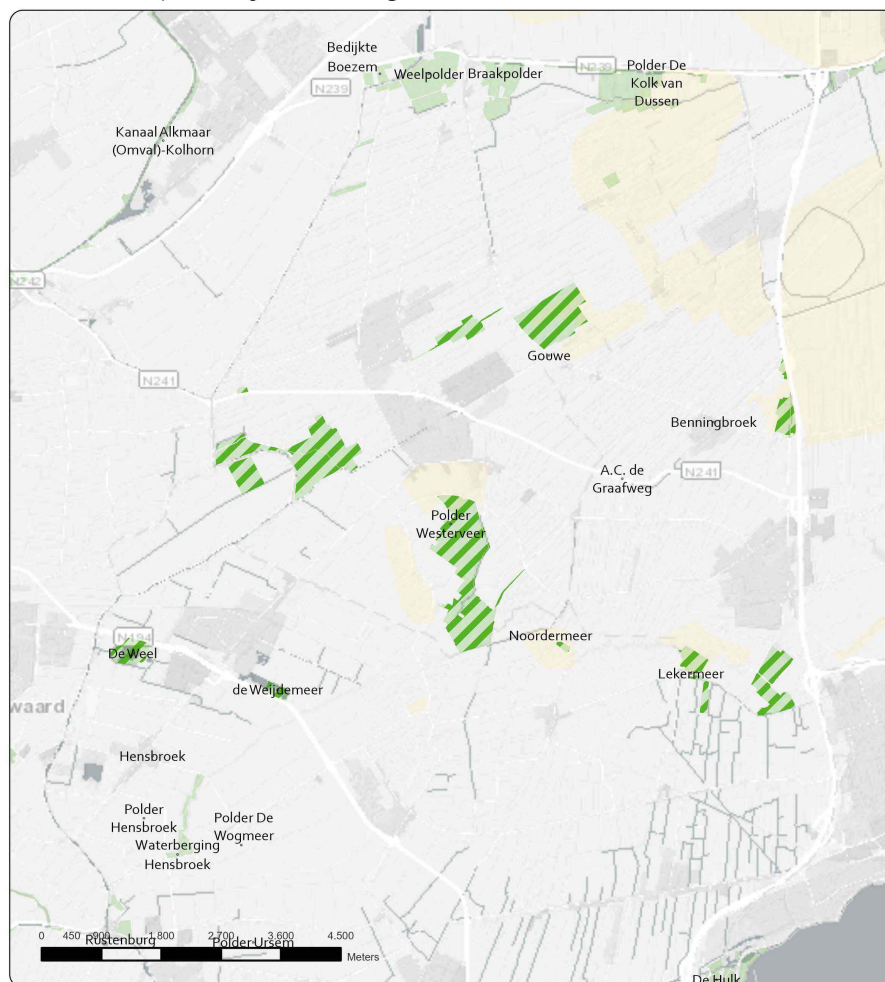 Bedijkte
Boezem
Weelpolder
Braakpolder
N239
N239
Polder De
Kolk van
Dussen
Kanaal Alkmaar
(Omval)-Kolhorn
N242
Gouwe
N241
Benningbroek
A.C. de
Graafweg
N241
Polder
Westerveer
N194
De Weel
Noordermeer
Lekermeer
de Weijdemeer
waard
Hensbroek
Polder
Hensbroek
Polder De
Wogmeer
Waterberging
Hensbroek
0 450 900 1.800 2.700 3.600 4.500
Meters
Rustenburg
Polder Ursem
De Hulk